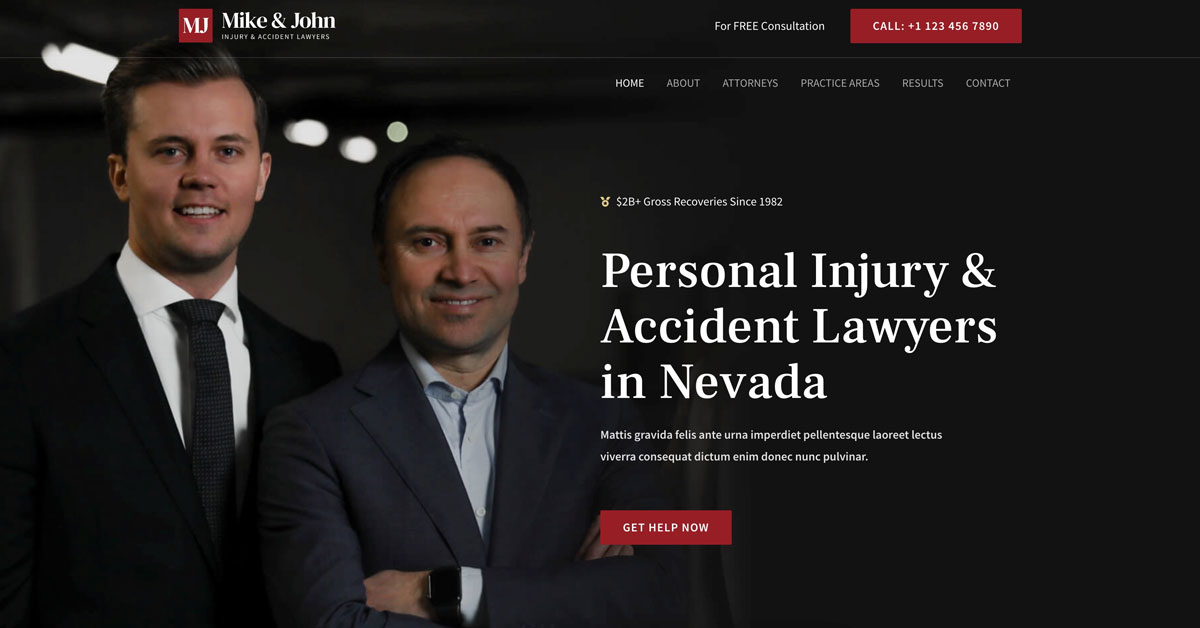 MJ
Mike & John
INJURY & ACCIDENT LAWYERS
For FREE Consultation
CALL: +1 123 456 7890
HOME ABOUT ATTORNEYS PRACTICE AREAS RESULTS CONTACT
$2B+ Gross Recoveries Since 1982
Personal Injury &
Accident Lawyers
in Nevada
Mattis gravida felis ante urna imperdiet pellentesque laoreet lectus
viverra consequat dictum enim donec nunc pulvinar.
GET HELP NOW